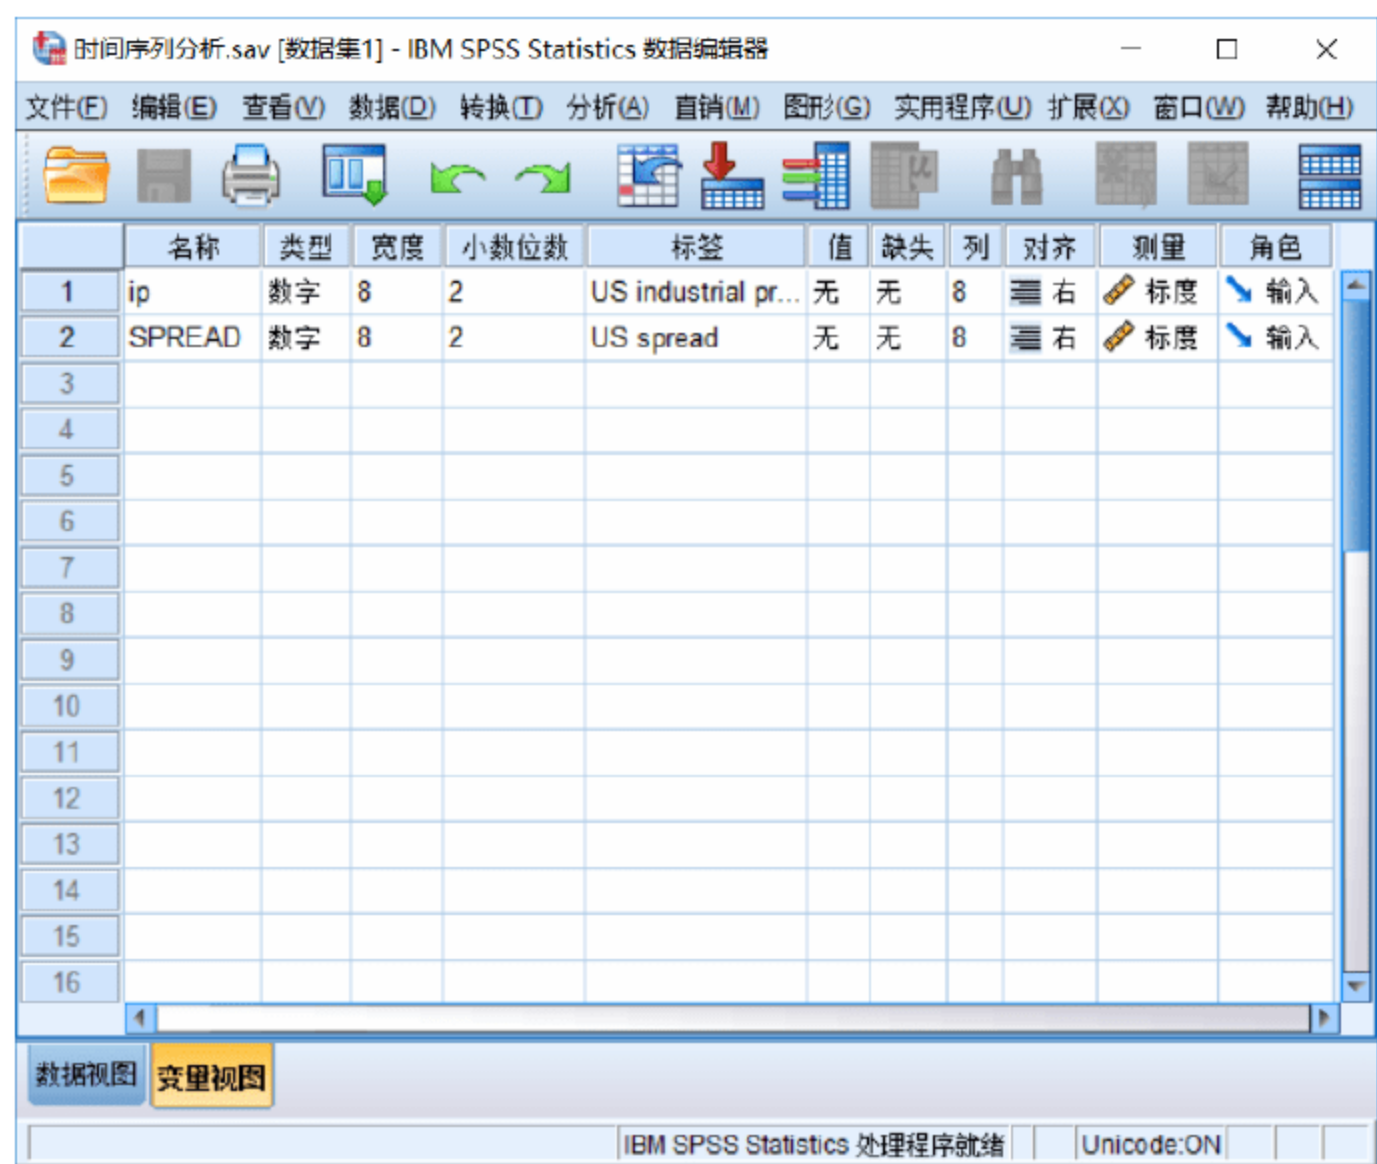 时间序列分析.sav [数据集1] - IBM SPSS Statistics 数据编辑器
文件(F) 编辑(E) 查看(V) 数据(D) 转换(T) 分析(A) 直销(M) 图形(G) 实用程序(U) 扩展(X) 窗口(W) 帮助(H)
名称 类型 宽度 小数位数 标签 值 缺失 列 对齐 测量 角色
1 ip 数字 8 2 US industrial pr... 无 无 8 右 标度 输入
2 SPREAD 数字 8 2 US spread 无 无 8 右 标度 输入
3
4
5
6
7
8
9
10
11
12
13
14
15
16
数据视图 变量视图
IBM SPSS Statistics 处理程序就绪 Unicode:ON